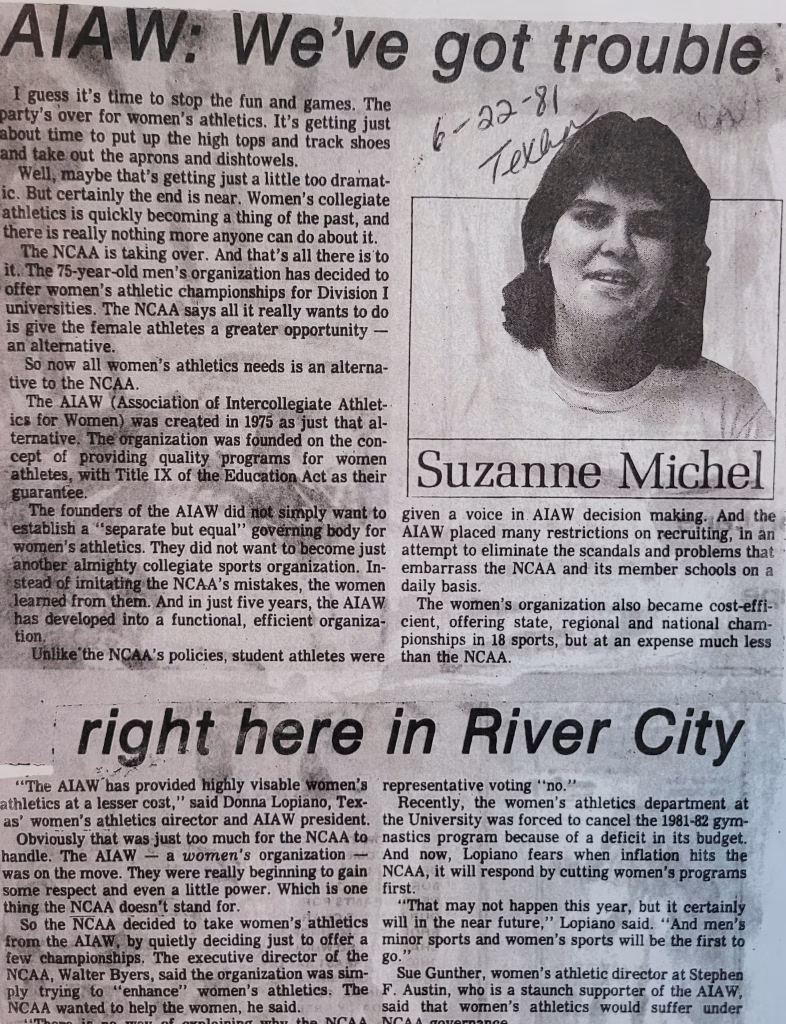 AIAW: We've got trouble
6-22-81
Texan
I guess it's time to stop the fun and games. The
party's over for women's athletics. It's getting just
about time to put up the high tops and track shoes
and take out the aprons and dishtowels.
Well, maybe that's getting just a little too dramat-
ic. But certainly the end is near. Women's collegiate
athletics is quickly becoming a thing of the past, and
there is really nothing more anyone can do about it.
The NCAA is taking over. And that's all there is to
it. The 75-year-old men's organization has decided to
offer women's athletic championships for Division I
universities. The NCAA says all it really wants to do
is give the female athletes a greater opportunity —
an alternative.
So now all women's athletics needs is an alterna-
tive to the NCAA.
The AIAW (Association of Intercollegiate Athlet-
ics for Women) was created in 1975 as just that al-
ternative. The organization was founded on the con-
cept of providing quality programs for women
athletes, with Title IX of the Education Act as their
guarantee.
The founders of the AIAW did not simply want to
establish a "separate but equal" governing body for
women's athletics. They did not want to become just
another almighty collegiate sports organization. In-
stead of imitating the NCAA's mistakes, the women
learned from them. And in just five years, the AIAW
has developed into a functional, efficient organiza-
tion.
Unlike the NCAA's policies, student athletes were
Suzanne Michel
given a voice in AIAW decision making. And the
AIAW placed many restrictions on recruiting, in an
attempt to eliminate the scandals and problems that
embarrass the NCAA and its member schools on a
daily basis.
The women's organization also became cost-effi-
cient, offering state, regional and national cham-
pionships in 18 sports, but at an expense much less
than the NCAA.
right here in River City
"The AIAW has provided highly visable women's
athletics at a lesser cost," said Donna Lopiano, Tex-
as' women's athletics director and AIAW president.
Obviously that was just too much for the NCAA to
handle. The AIAW — a women's organization —
was on the move. They were really beginning to gain
some respect and even a little power. Which is one
thing the NCAA doesn't stand for.
So the NCAA decided to take women's athletics
from the AIAW, by quietly deciding just to offer a
few championships. The executive director of the
NCAA, Walter Byers, said the organization was sim-
ply trying to "enhance" women's athletics. The
NCAA wanted to help the women, he said.
"There is no way of explaining why the NCAA
representative voting "no."
Recently, the women's athletics department at
the University was forced to cancel the 1981-82 gym-
nastics program because of a deficit in its budget.
And now, Lopiano fears when inflation hits the
NCAA, it will respond by cutting women's programs
first.
"That may not happen this year, but it certainly
will in the near future," Lopiano said. "And men's
minor sports and women's sports will be the first to
go."
Sue Gunther, women's athletic director at Stephen
F. Austin, who is a staunch supporter of the AIAW,
said that women's athletics would suffer under
NCAA governance.